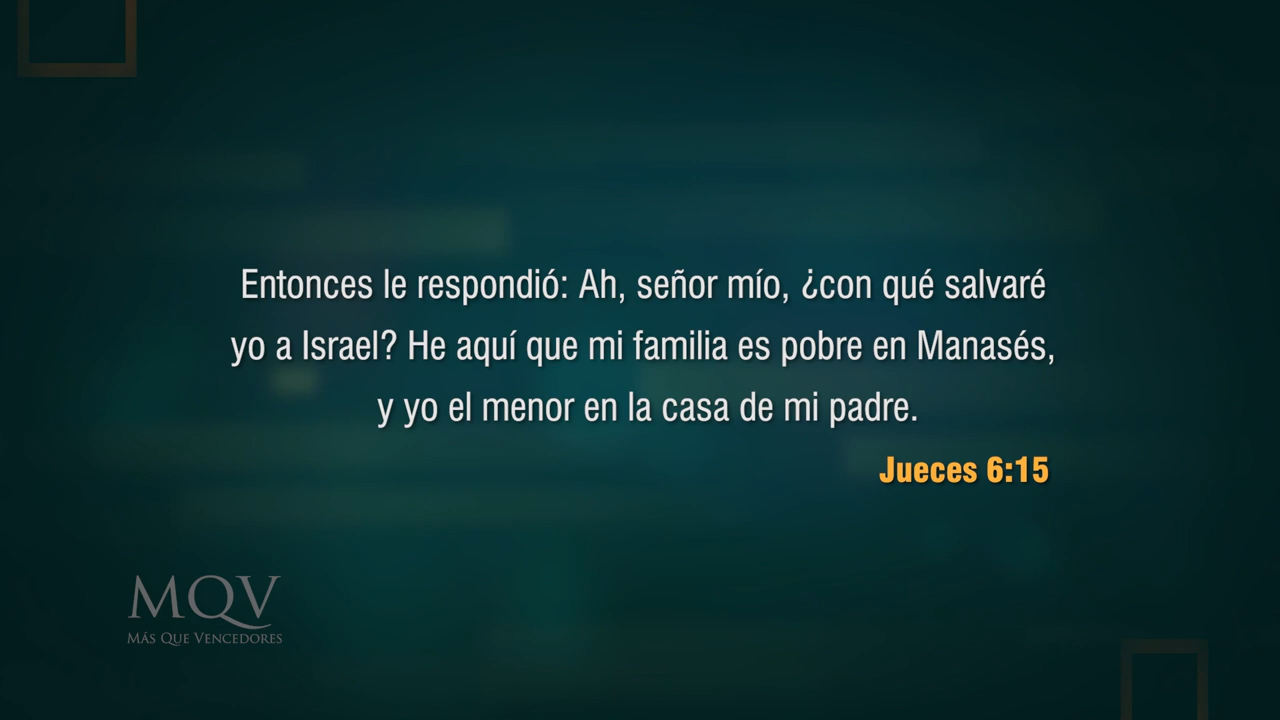 Entonces le respondió: Ah, señor mío, ¿con qué salvaré
yo a Israel? He aquí que mi familia es pobre en Manasés,
y yo el menor en la casa de mi padre.
Jueces 6:15
MQV
MÁS QUE VENCEDORES